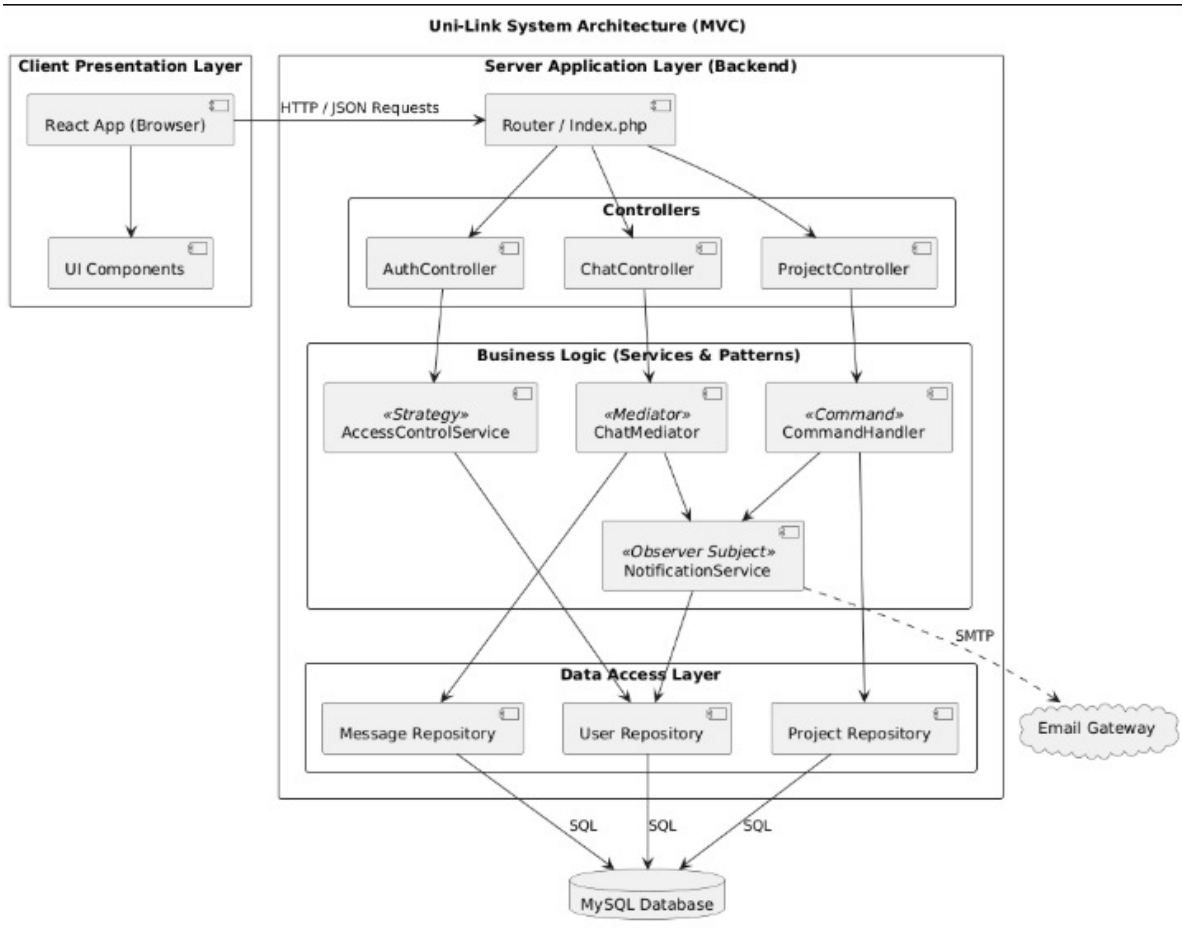 Uni-Link System Architecture (MVC)
Client Presentation Layer
Server Application Layer (Backend)
React App (Browser)
HTTP / JSON Requests
Router / Index.php
UI Components
Controllers
AuthController
ChatController
ProjectController
Business Logic (Services & Patterns)
«Strategy»
AccessControlService
«Mediator»
ChatMediator
«Command»
CommandHandler
«Observer Subject»
NotificationService
SMTP
Data Access Layer
Message Repository
User Repository
Project Repository
Email Gateway
SQL
SQL
SQL
MySQL Database